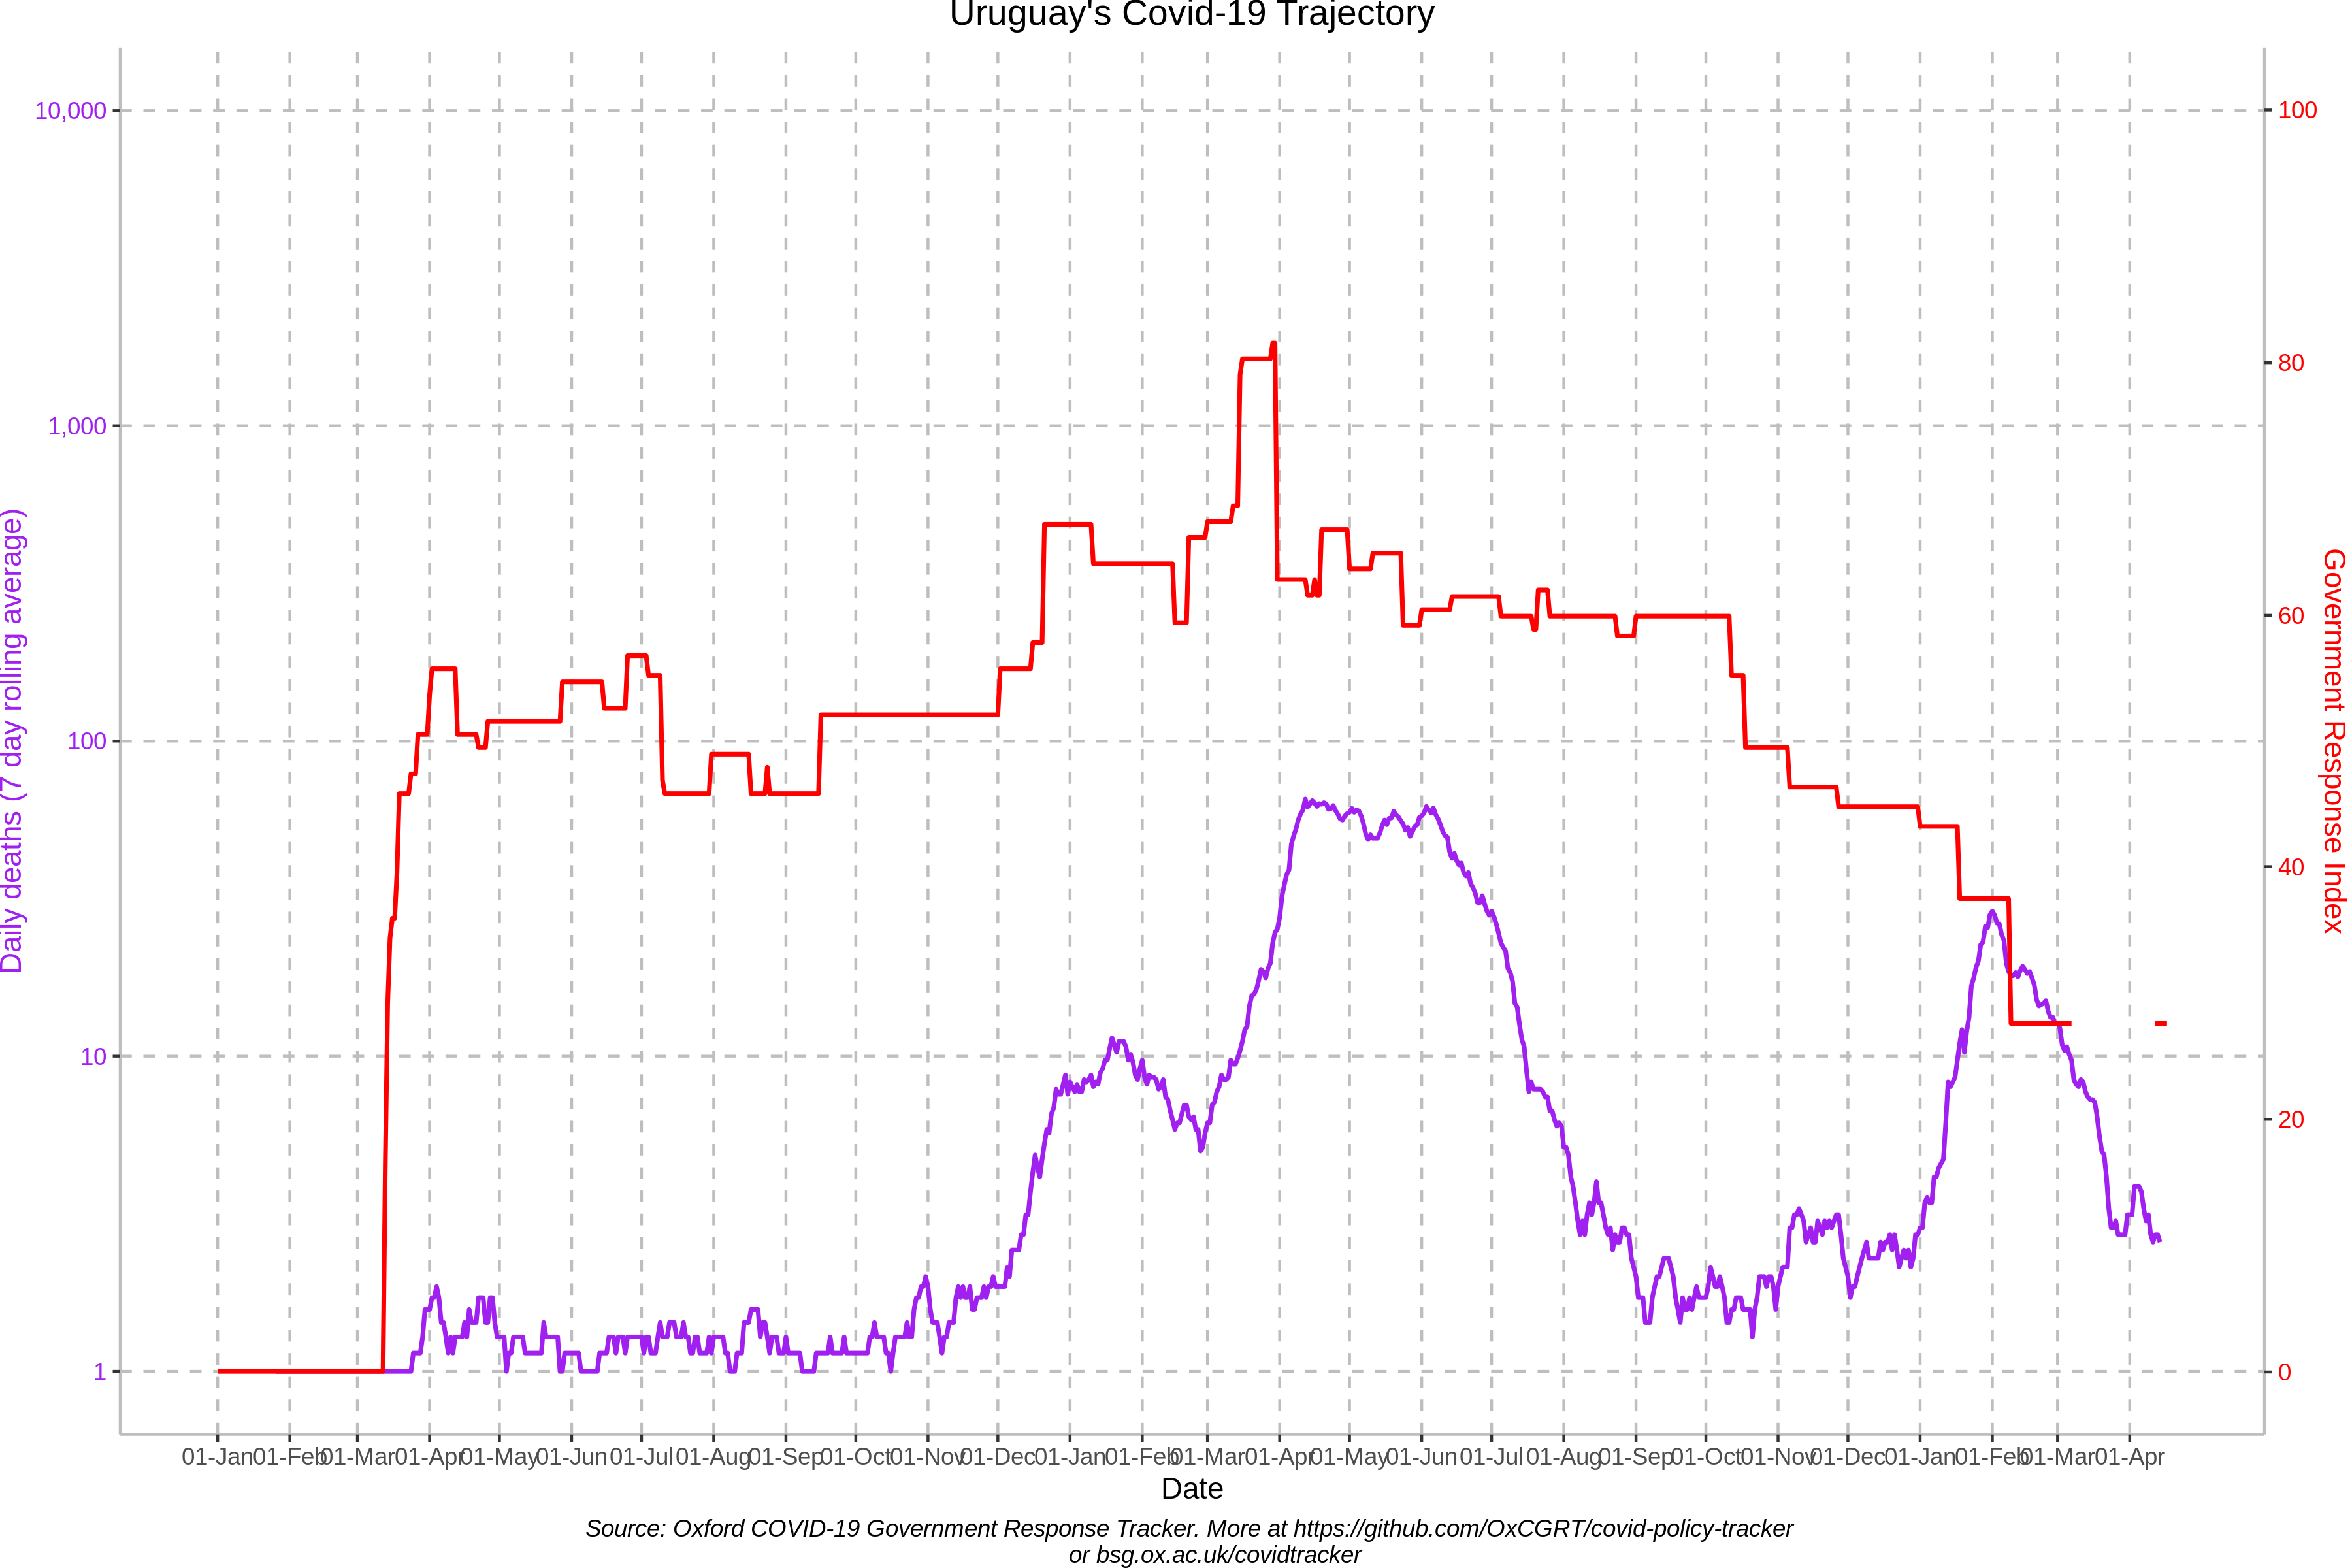 Uruguay's Covid-19 Trajectory
10,000
1,000
100
10
1
Daily deaths (7 day rolling average)
100
80
60
40
20
0
Government Response Index
01-Jan 01-Feb 01-Mar 01-Apr 01-May 01-Jun 01-Jul 01-Aug 01-Sep 01-Oct 01-Nov 01-Dec 01-Jan 01-Feb 01-Mar 01-Apr 01-May 01-Jun 01-Jul 01-Aug 01-Sep 01-Oct 01-Nov 01-Dec 01-Jan 01-Feb 01-Mar 01-Apr
Date
Source: Oxford COVID-19 Government Response Tracker. More at https://github.com/OxCGRT/covid-policy-tracker
or bsg.ox.ac.uk/covidtracker